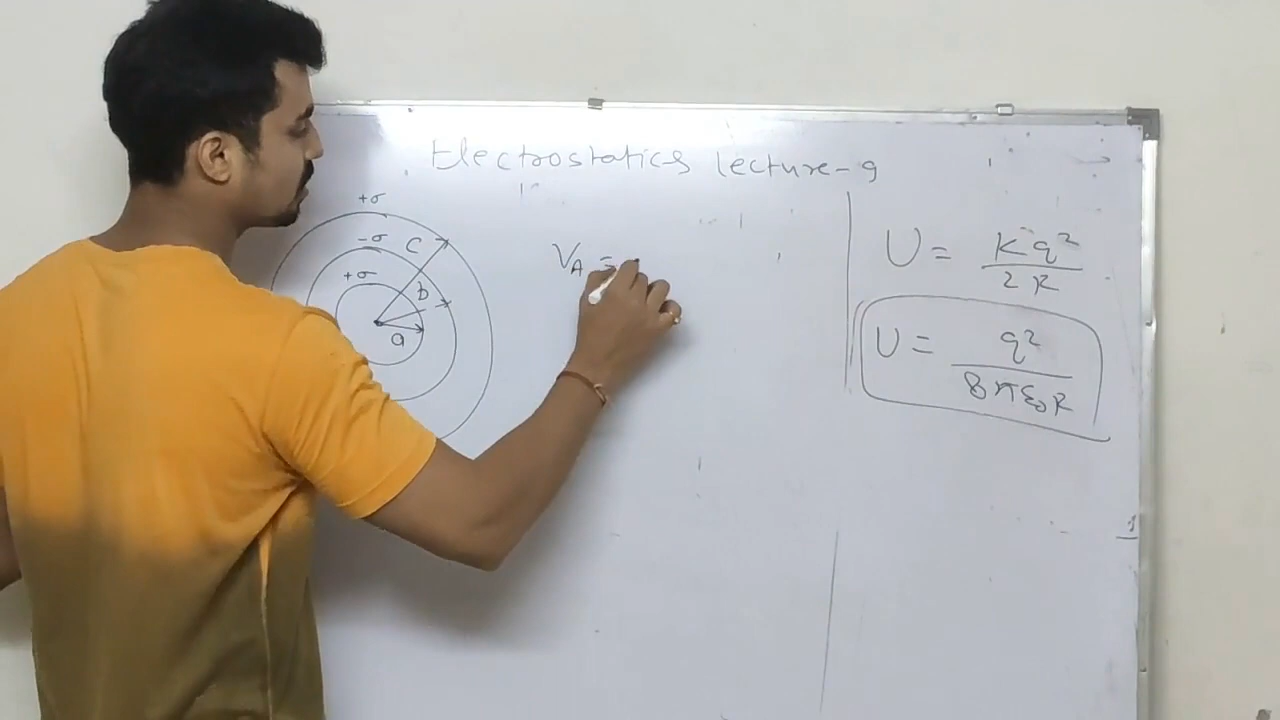 Electrostatics lecture-9
+σ
-σ
+σ
c
b
a
V_A =
U = Kq²/2R
U = q²/8πε₀R